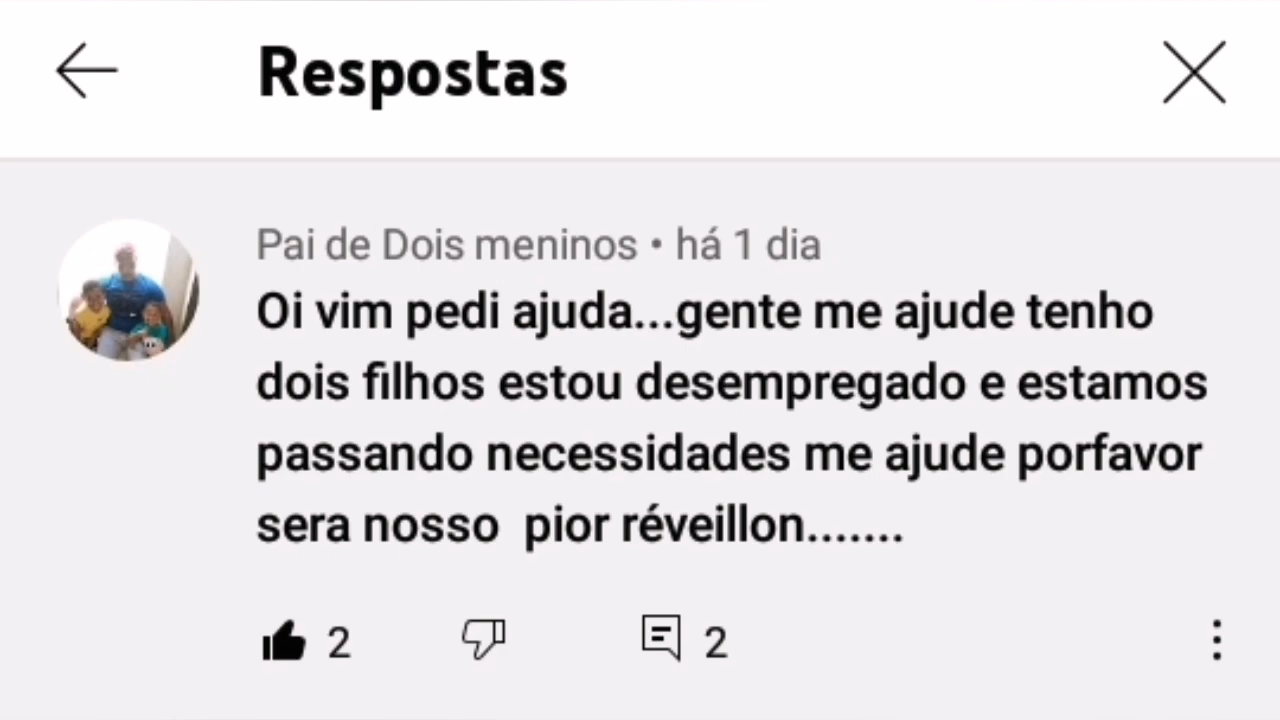 Respostas
Pai de Dois meninos • há 1 dia
Oi vim pedi ajuda...gente me ajude tenho
dois filhos estou desempregado e estamos
passando necessidades me ajude porfavor
sera nosso  pior réveillon.......
2
2